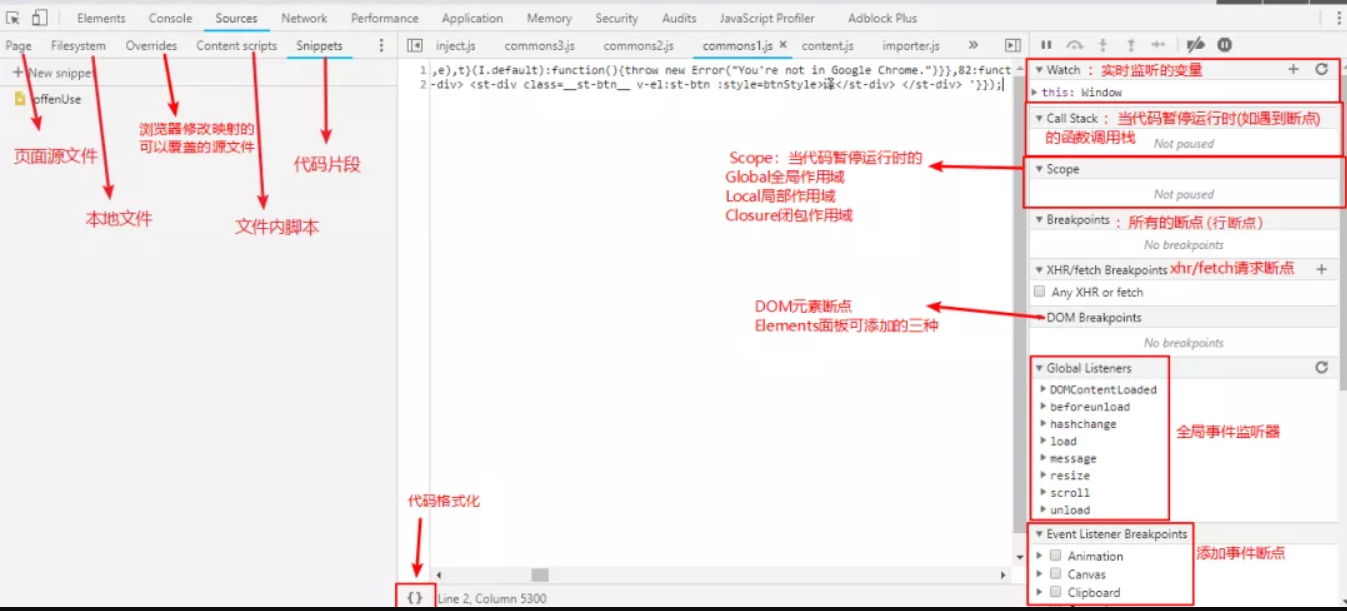 Elements Console Sources Network Performance Application Memory Security Audits JavaScript Profiler Adblock Plus
Page Filesystem Overrides Content scripts Snippets
inject.js commons3.js commons2.js commons1.js × content.js importer.js »
+ New snippet
offenUse
页面源文件
本地文件
浏览器修改映射的
可以覆盖的源文件
文件内脚本
代码片段
1 ,e),t}(I.default):function(){throw new Error("You're not in Google Chrome.")}},82:funct
2 -div> <st-div class=__st-btn__ v-el:st-btn :style=btnStyle>译</st-div> </st-div> '}});
Scope：当代码暂停运行时的
Global全局作用域
Local局部作用域
Closure闭包作用域
DOM元素断点
Elements面板可添加的三种
代码格式化
{} Line 2, Column 5300
Watch ：实时监听的变量
this: Window
Call Stack ：当代码暂停运行时(如遇到断点)
的函数调用栈
Not paused
Scope
Not paused
Breakpoints ：所有的断点（行断点）
No breakpoints
XHR/fetch Breakpoints xhr/fetch请求断点
Any XHR or fetch
DOM Breakpoints
No breakpoints
Global Listeners
DOMContentLoaded
beforeunload
hashchange
load
message
resize
scroll
unload
全局事件监听器
Event Listener Breakpoints
添加事件断点
Animation
Canvas
Clipboard